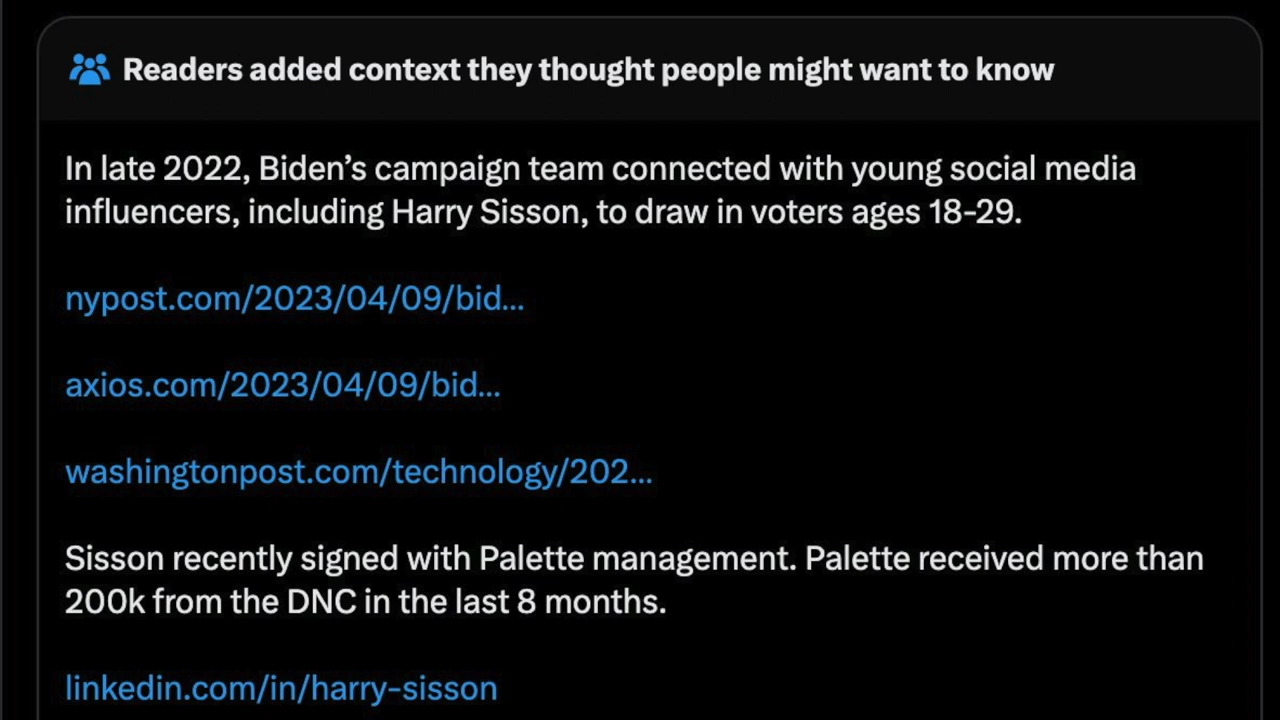 Readers added context they thought people might want to know
In late 2022, Biden’s campaign team connected with young social media
influencers, including Harry Sisson, to draw in voters ages 18-29.
nypost.com/2023/04/09/bid...
axios.com/2023/04/09/bid...
washingtonpost.com/technology/202...
Sisson recently signed with Palette management. Palette received more than
200k from the DNC in the last 8 months.
linkedin.com/in/harry-sisson